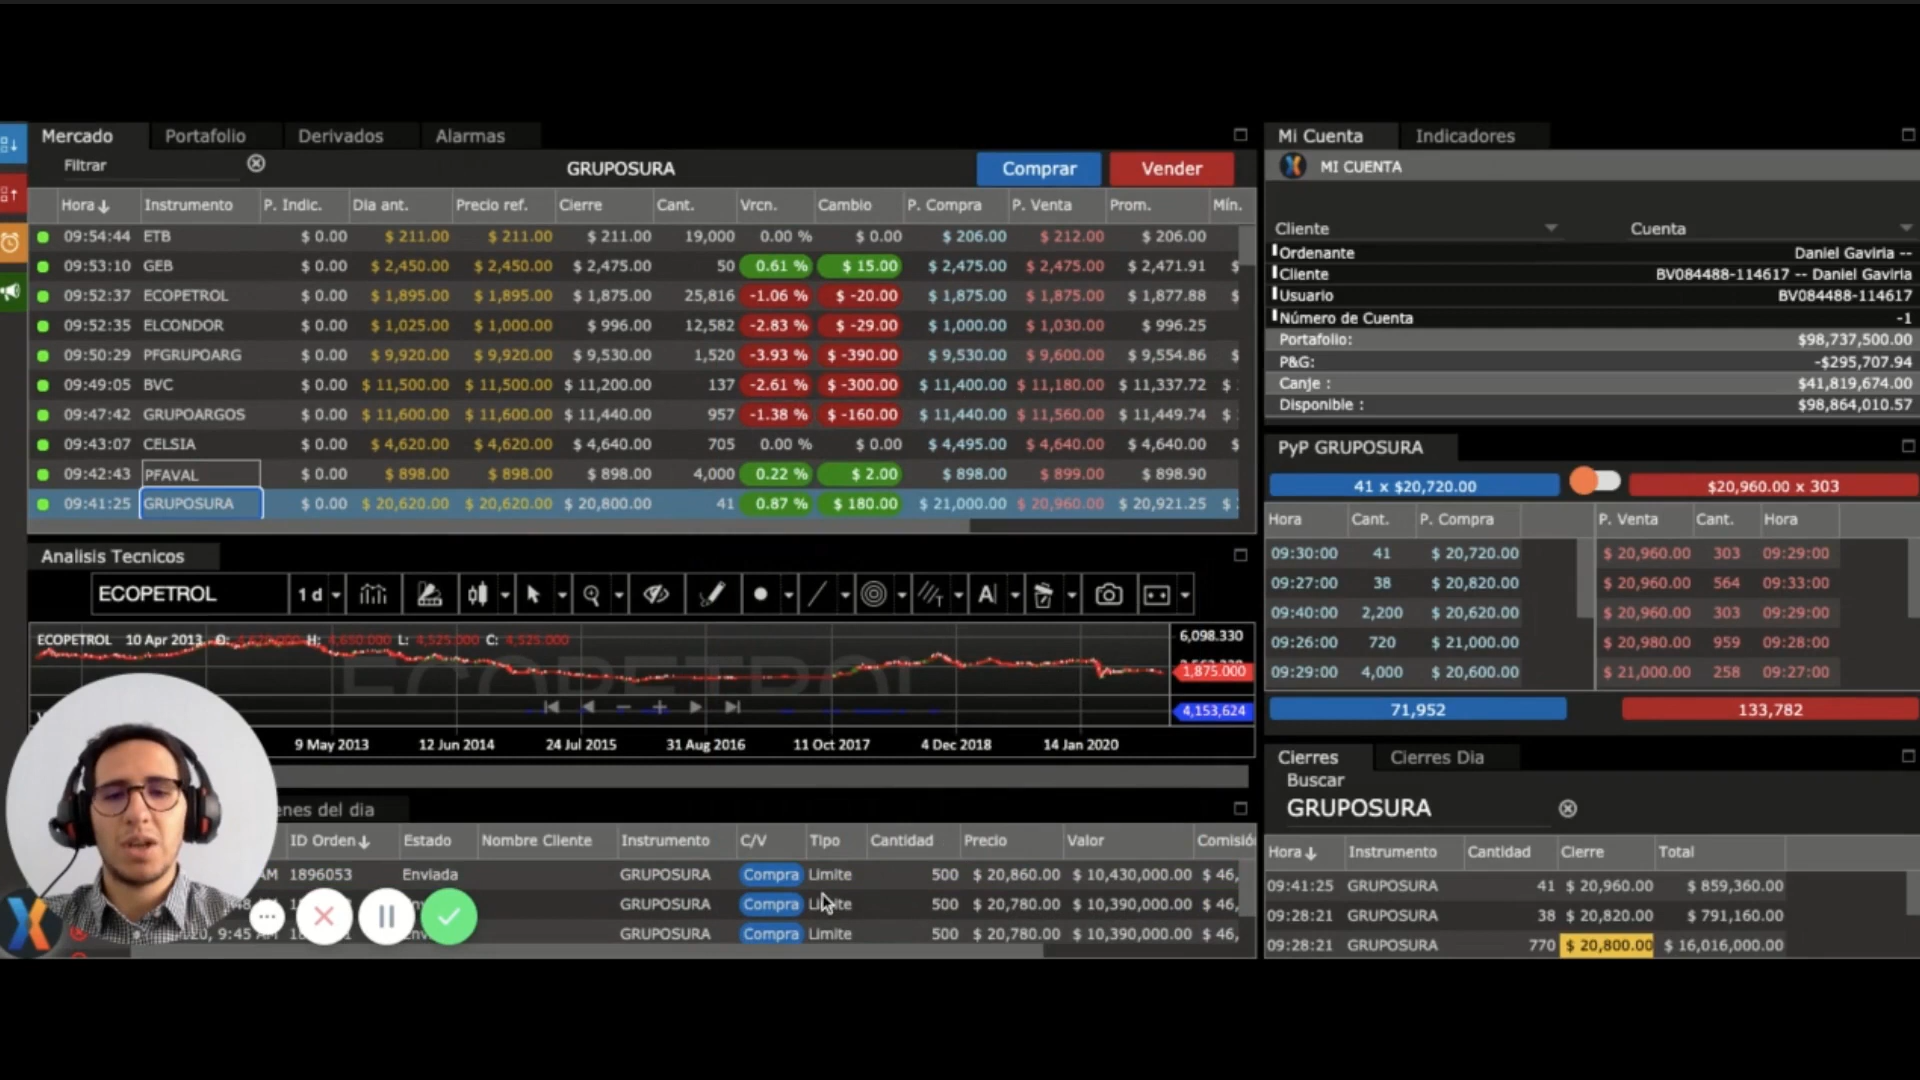 Mercado Portafolio Derivados Alarmas
Filtrar
GRUPOSURA Comprar Vender
Hora Instrumento P. Indic. Dia ant. Precio ref. Cierre Cant. Vrcn. Cambio P. Compra P. Venta Prom. Mín.
09:54:44 ETB $ 0.00 $ 211.00 $ 211.00 $ 211.00 19,000 0.00 % $ 0.00 $ 206.00 $ 212.00 $ 206.00
09:53:10 GEB $ 0.00 $ 2,450.00 $ 2,450.00 $ 2,475.00 50 0.61 % $ 15.00 $ 2,475.00 $ 2,475.00 $ 2,471.91 $
09:52:37 ECOPETROL $ 0.00 $ 1,895.00 $ 1,895.00 $ 1,875.00 25,816 -1.06 % $ -20.00 $ 1,875.00 $ 1,875.00 $ 1,877.88 $
09:52:35 ELCONDOR $ 0.00 $ 1,025.00 $ 1,000.00 $ 996.00 12,582 -2.83 % $ -29.00 $ 1,000.00 $ 1,030.00 $ 996.25
09:50:29 PFGRUPOARG $ 0.00 $ 9,920.00 $ 9,920.00 $ 9,530.00 1,520 -3.93 % $ -390.00 $ 9,530.00 $ 9,600.00 $ 9,554.86 $
09:49:05 BVC $ 0.00 $ 11,500.00 $ 11,500.00 $ 11,200.00 137 -2.61 % $ -300.00 $ 11,400.00 $ 11,180.00 $ 11,337.72 $
09:47:42 GRUPOARGOS $ 0.00 $ 11,600.00 $ 11,600.00 $ 11,440.00 957 -1.38 % $ -160.00 $ 11,440.00 $ 11,560.00 $ 11,449.74 $
09:43:07 CELSIA $ 0.00 $ 4,620.00 $ 4,620.00 $ 4,640.00 705 0.00 % $ 0.00 $ 4,495.00 $ 4,640.00 $ 4,640.00 $
09:42:43 PFAVAL $ 0.00 $ 898.00 $ 898.00 $ 898.00 4,000 0.22 % $ 2.00 $ 898.00 $ 899.00 $ 898.90
09:41:25 GRUPOSURA $ 0.00 $ 20,620.00 $ 20,620.00 $ 20,800.00 41 0.87 % $ 180.00 $ 21,000.00 $ 20,960.00 $ 20,921.25 $
Analisis Tecnicos
ECOPETROL 1 d
ECOPETROL 10 Apr 2013 O: H: 4,650.000 L: 4,525.000 C: 4,525.000
6,098.330
1,875.000
4,153,624
ECOPETROL
9 May 2013 12 Jun 2014 24 Jul 2015 31 Aug 2016 11 Oct 2017 4 Dec 2018 14 Jan 2020
enes del dia
ID Orden Estado Nombre Cliente Instrumento C/V Tipo Cantidad Precio Valor Comisión
AM 1896053 Enviada GRUPOSURA Compra Limite 500 $ 20,860.00 $ 10,430,000.00 $ 46,
GRUPOSURA Compra Limite 500 $ 20,780.00 $ 10,390,000.00 $ 46,
20, 9:45 AM GRUPOSURA Compra Limite 500 $ 20,780.00 $ 10,390,000.00 $ 46,
Mi Cuenta Indicadores
MI CUENTA
Cliente Cuenta
Ordenante Daniel Gaviria --
Cliente BV084488-114617 -- Daniel Gaviria
Usuario BV084488-114617
Número de Cuenta -1
Portafolio: $98,737,500.00
P&G: -$295,707.94
Canje : $41,819,674.00
Disponible : $98,864,010.57
PyP GRUPOSURA
41 x $20,720.00 $20,960.00 x 303
Hora Cant. P. Compra P. Venta Cant. Hora
09:30:00 41 $ 20,720.00 $ 20,960.00 303 09:29:00
09:27:00 38 $ 20,820.00 $ 20,960.00 564 09:33:00
09:40:00 2,200 $ 20,620.00 $ 20,960.00 303 09:29:00
09:26:00 720 $ 21,000.00 $ 20,980.00 959 09:28:00
09:29:00 4,000 $ 20,600.00 $ 21,000.00 258 09:27:00
71,952 133,782
Cierres Cierres Dia
Buscar
GRUPOSURA
Hora Instrumento Cantidad Cierre Total
09:41:25 GRUPOSURA 41 $ 20,960.00 $ 859,360.00
09:28:21 GRUPOSURA 38 $ 20,820.00 $ 791,160.00
09:28:21 GRUPOSURA 770 $ 20,800.00 $ 16,016,000.00